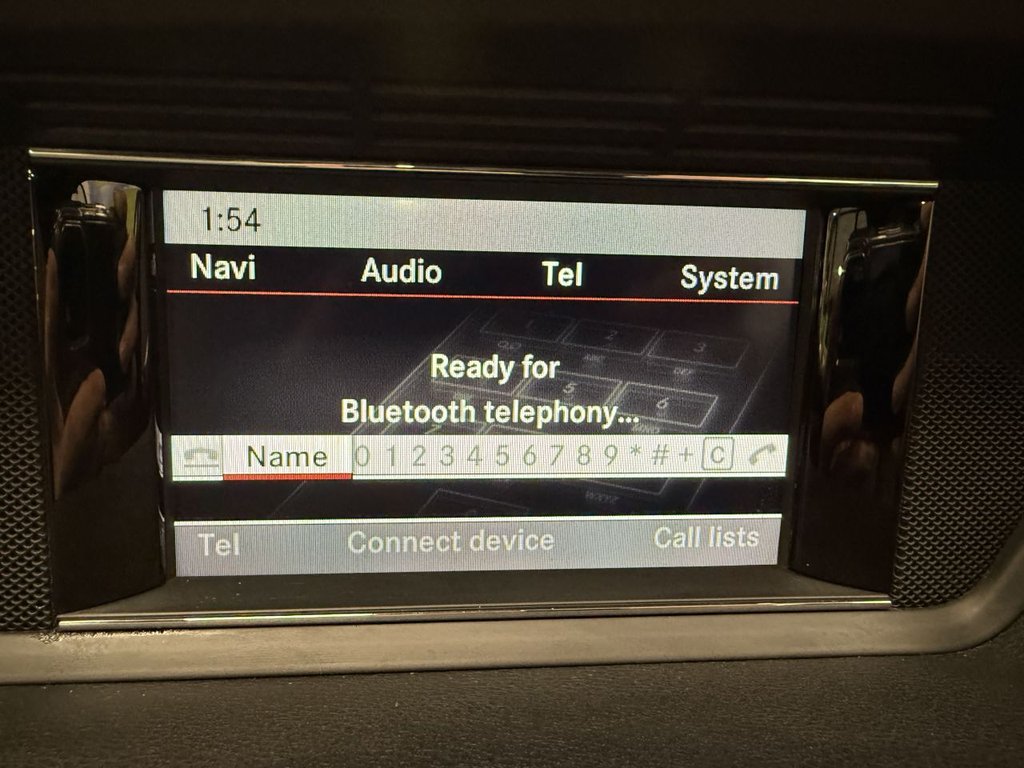 1:54
Navi Audio Tel System
Ready for
Bluetooth telephony...
Name 0 1 2 3 4 5 6 7 8 9 * # + C
Tel Connect device Call lists